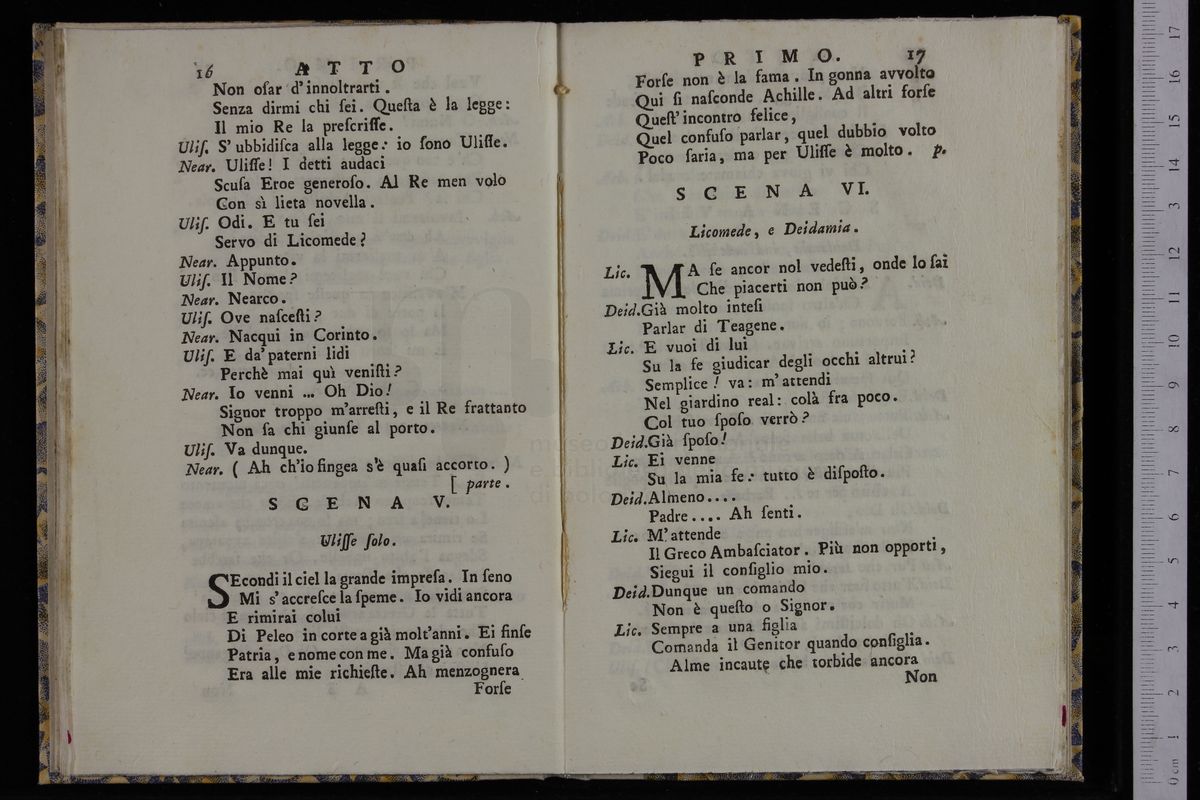 16 ATTO
Non oſar d'innoltrarti.
Senza dirmi chi ſei. Queſta è la legge:
Il mio Re la preſcriſſe.
Uliſ. S'ubbidiſca alla legge: io ſono Uliſſe.
Near. Uliſſe! I detti audaci
Scuſa Eroe generoſo. Al Re men volo
Con sì lieta novella.
Uliſ. Odi. E tu ſei
Servo di Licomede?
Near. Appunto.
Uliſ. Il Nome?
Near. Nearco.
Uliſ. Ove naſceſti?
Near. Nacqui in Corinto.
Uliſ. E da' paterni lidi
Perchè mai quì veniſti?
Near. Io venni ... Oh Dio!
Signor troppo m'arreſti, e il Re frattanto
Non ſa chi giunſe al porto.
Uliſ. Va dunque.
Near. ( Ah ch'io fingea s'è quaſi accorto. )
[ parte.
SCENA V.
Uliſſe ſolo.
SEcondi il ciel la grande impreſa. In ſeno
Mi s'accreſce la ſpeme. Io vidi ancora
E rimirai colui
Di Peleo in corte a già molt'anni. Ei finſe
Patria, e nome con me. Ma già confuſo
Era alle mie richieſte. Ah menzognera
Forſe
PRIMO. 17
Forſe non è la fama. In gonna avvolto
Qui ſi naſconde Achille. Ad altri forſe
Queſt'incontro felice,
Quel confuſo parlar, quel dubbio volto
Poco ſaria, ma per Uliſſe è molto. p.
SCENA VI.
Licomede, e Deidamia.
Lic. MA ſe ancor nol vedeſti, onde lo ſai
Che piacerti non può?
Deid. Già molto inteſi
Parlar di Teagene.
Lic. E vuoi di lui
Su la fe giudicar degli occhi altrui?
Semplice! va: m'attendi
Nel giardino real: colà fra poco.
Col tuo ſpoſo verrò?
Deid. Già ſpoſo!
Lic. Ei venne
Su la mia fe: tutto è diſpoſto.
Deid. Almeno....
Padre.... Ah ſenti.
Lic. M'attende
Il Greco Ambaſciator. Più non opporti,
Siegui il conſiglio mio.
Deid. Dunque un comando
Non è queſto o Signor.
Lic. Sempre a una figlia
Comanda il Genitor quando conſiglia.
Alme incaute che torbide ancora
Non